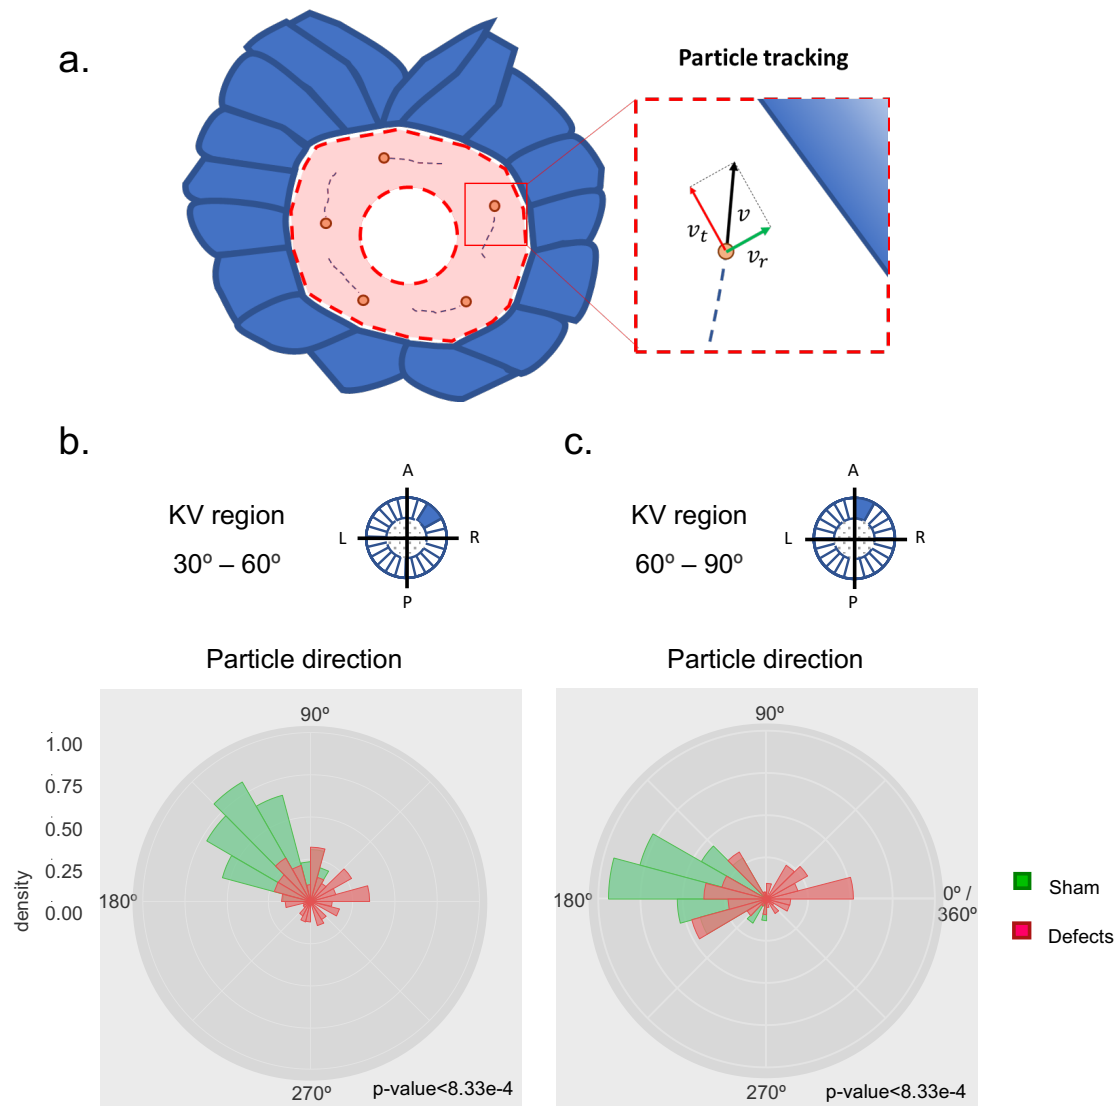 a.
Particle tracking
v
vt
vr
b.
c.
A
A
KV region
KV region
L
R
L
R
30º – 60º
60º – 90º
P
P
Particle direction
Particle direction
90º
90º
1.00
0.75
0.50
0.25
0.00
density
180º
180º
0º /
360º
Sham
Defects
270º
p-value<8.33e-4
270º
p-value<8.33e-4